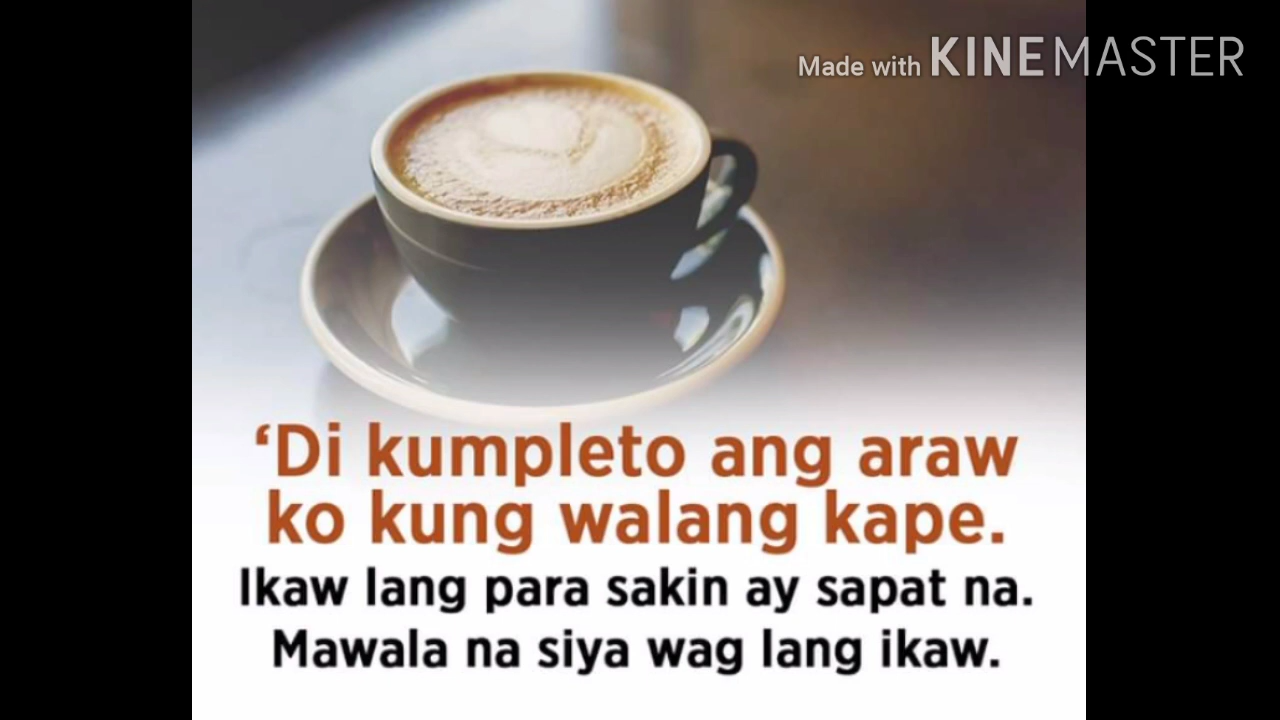 Made with KINEMASTER
‘Di kumpleto ang araw
ko kung walang kape.
Ikaw lang para sakin ay sapat na.
Mawala na siya wag lang ikaw.